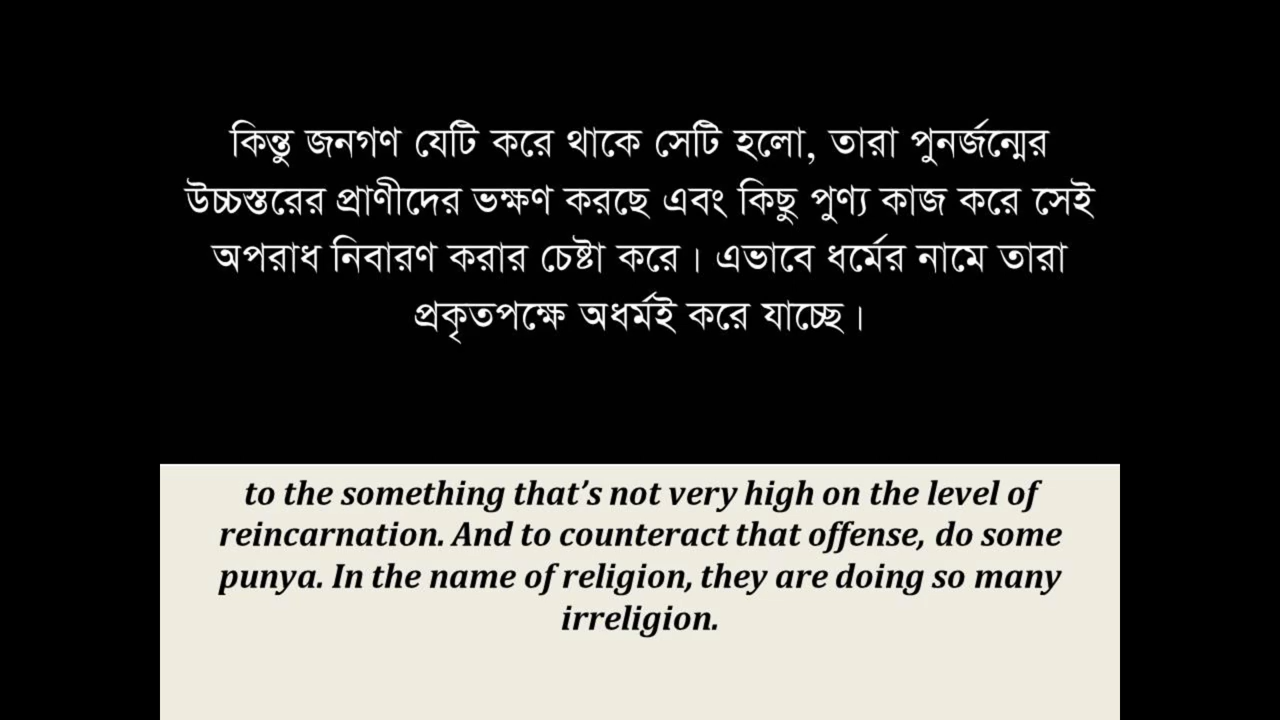 কিন্তু জনগণ যেটি করে থাকে সেটি হলো, তারা পুনর্জন্মের
উচ্চস্তরের প্রাণীদের ভক্ষণ করছে এবং কিছু পুণ্য কাজ করে সেই
অপরাধ নিবারণ করার চেষ্টা করে। এভাবে ধর্মের নামে তারা
প্রকৃতপক্ষে অধর্মই করে যাচ্ছে।
to the something that's not very high on the level of
reincarnation. And to counteract that offense, do some
punya. In the name of religion, they are doing so many
irreligion.